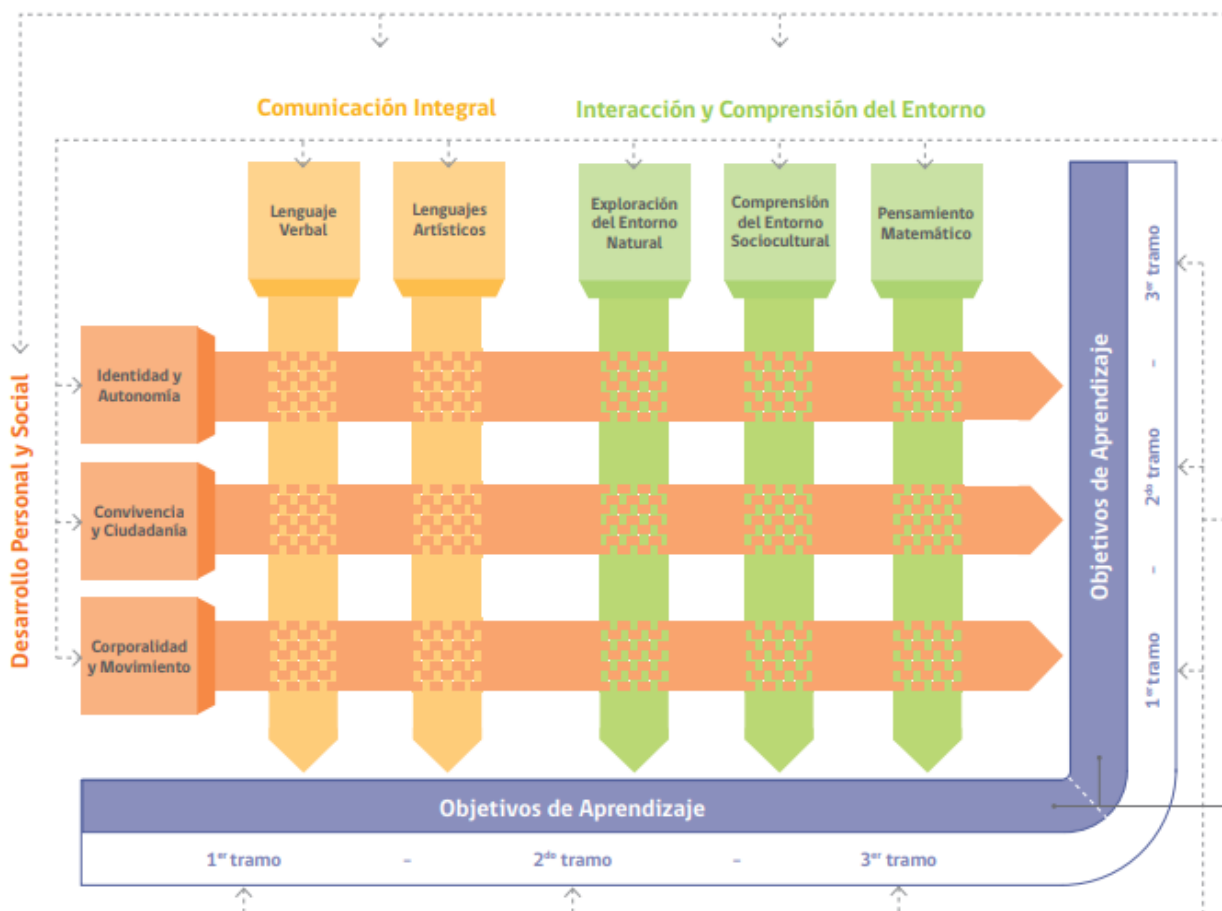 Comunicación Integral
Interacción y Comprensión del Entorno
Lenguaje
Verbal
Lenguajes
Artísticos
Exploración
del Entorno
Natural
Comprensión
del Entorno
Sociocultural
Pensamiento
Matemático
Desarrollo Personal y Social
Identidad y
Autonomía
Convivencia
y Ciudadanía
Corporalidad
y Movimiento
Objetivos de Aprendizaje
1er tramo – 2do tramo – 3er tramo
Objetivos de Aprendizaje
1er tramo – 2do tramo – 3er tramo